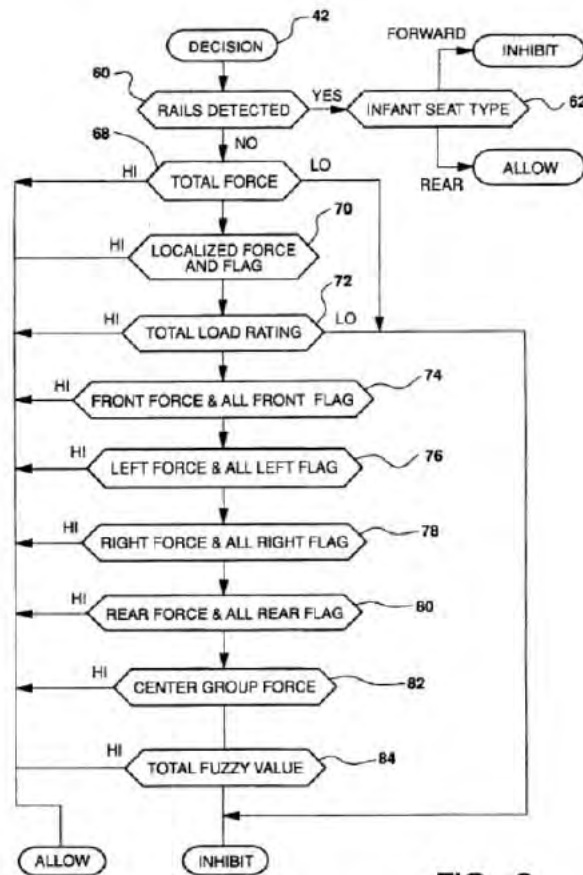 42
DECISION
FORWARD
INHIBIT
60
RAILS DETECTED
YES
INFANT SEAT TYPE
62
NO
68
HI
TOTAL FORCE
LO
REAR
ALLOW
70
HI
LOCALIZED FORCE
AND FLAG
72
HI
TOTAL LOAD RATING
LO
74
HI
FRONT FORCE & ALL FRONT FLAG
76
HI
LEFT FORCE & ALL LEFT FLAG
78
HI
RIGHT FORCE & ALL RIGHT FLAG
80
HI
REAR FORCE & ALL REAR FLAG
82
HI
CENTER GROUP FORCE
84
HI
TOTAL FUZZY VALUE
ALLOW
INHIBIT